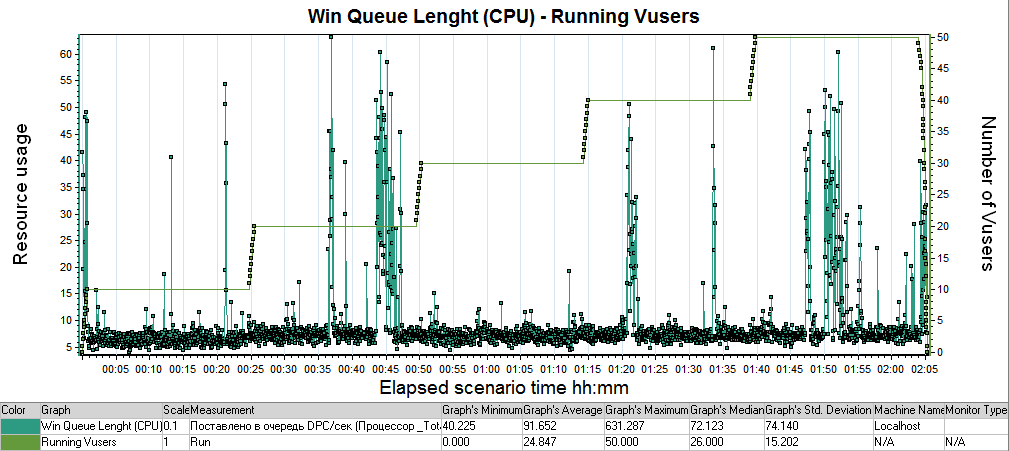 Win Queue Lenght (CPU) - Running Vusers
Resource usage
60
55
50
45
40
35
30
25
20
15
10
5
50
45
40
35
30
25
20
15
10
5
0
Number of Vusers
00:05 00:10 00:15 00:20 00:25 00:30 00:35 00:40 00:45 00:50 00:55 01:00 01:05 01:10 01:15 01:20 01:25 01:30 01:35 01:40 01:45 01:50 01:55 02:00 02:05
Elapsed scenario time hh:mm
Color Graph Scale Measurement Graph's Minimum Graph's Average Graph's Maximum Graph's Median Graph's Std. Deviation Machine Name Monitor Type
Win Queue Lenght (CPU) 0.1 Поставлено в очередь DPC/сек (Процессор _Tot 40.225 91.652 631.287 72.123 74.140 Localhost
Running Vusers 1 Run 0.000 24.847 50.000 26.000 15.202 N/A N/A